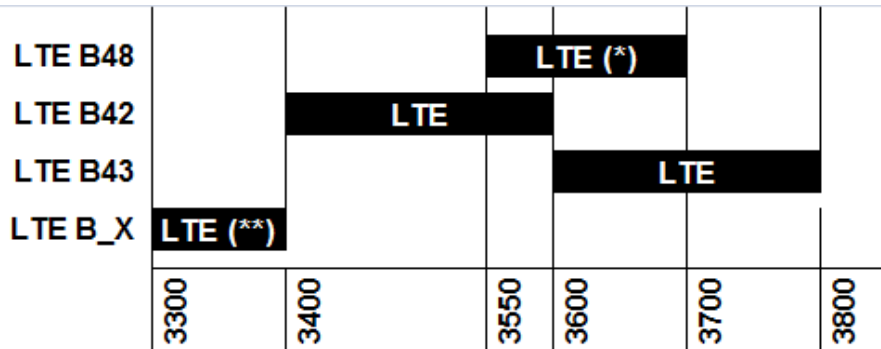 LTE B48 LTE (*)
LTE B42 LTE
LTE B43 LTE
LTE B_X LTE (**)
3300 3400 3550 3600 3700 3800